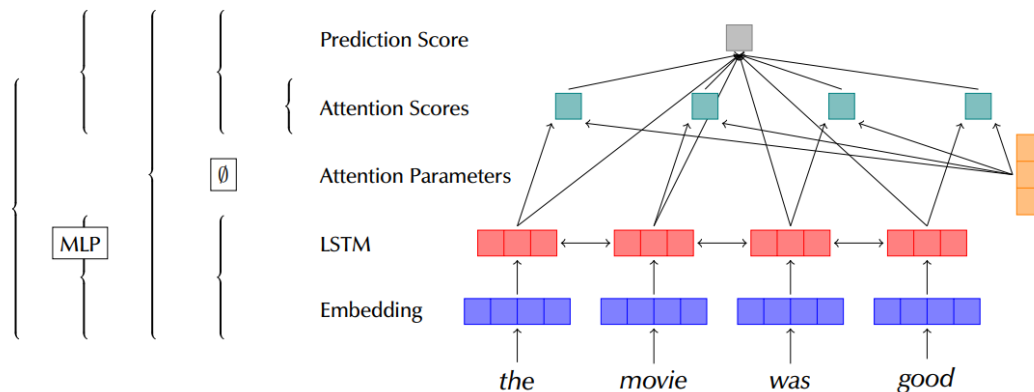 Prediction Score
Attention Scores
∅
Attention Parameters
MLP
LSTM
Embedding
the movie was good